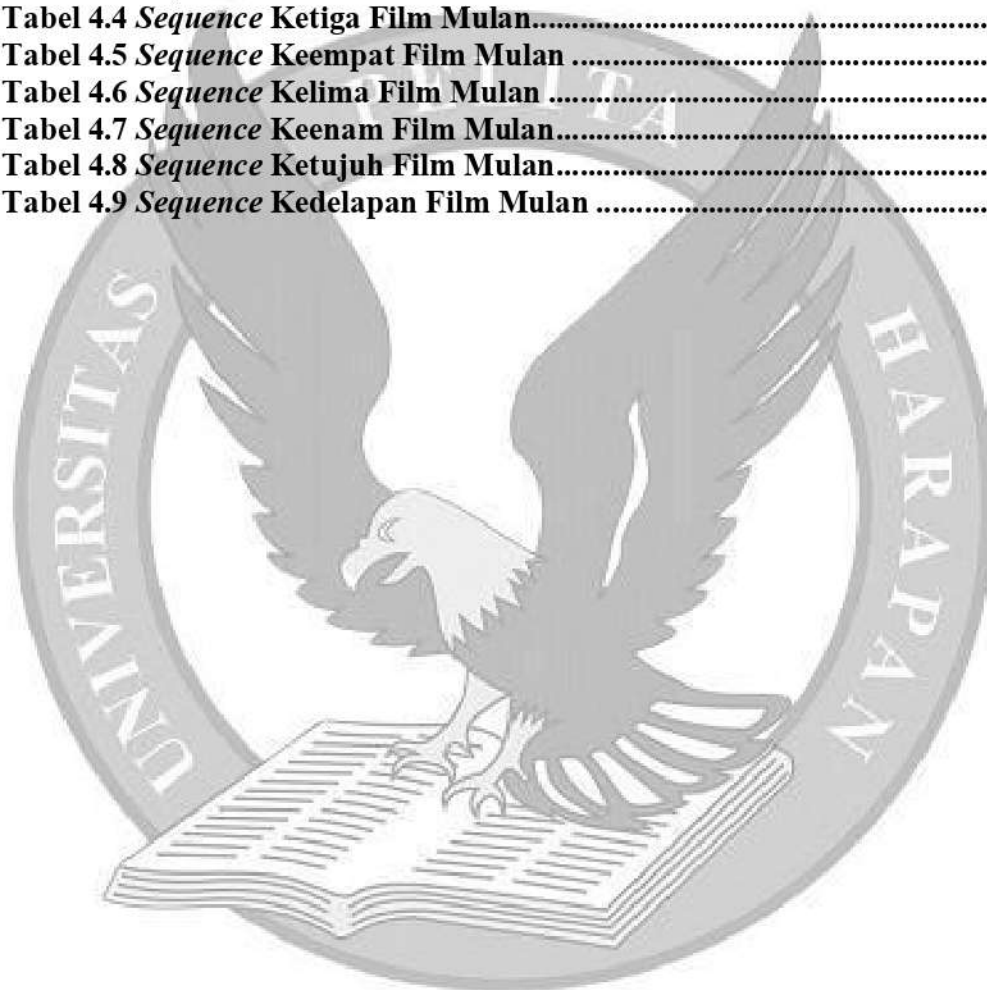 Tabel 4.4 Sequence Ketiga Film Mulan........................................................
Tabel 4.5 Sequence Keempat Film Mulan ...................................................
Tabel 4.6 Sequence Kelima Film Mulan ......................................................
Tabel 4.7 Sequence Keenam Film Mulan.....................................................
Tabel 4.8 Sequence Ketujuh Film Mulan.....................................................
Tabel 4.9 Sequence Kedelapan Film Mulan ................................................
UNIVERSITAS PELITA HARAPAN